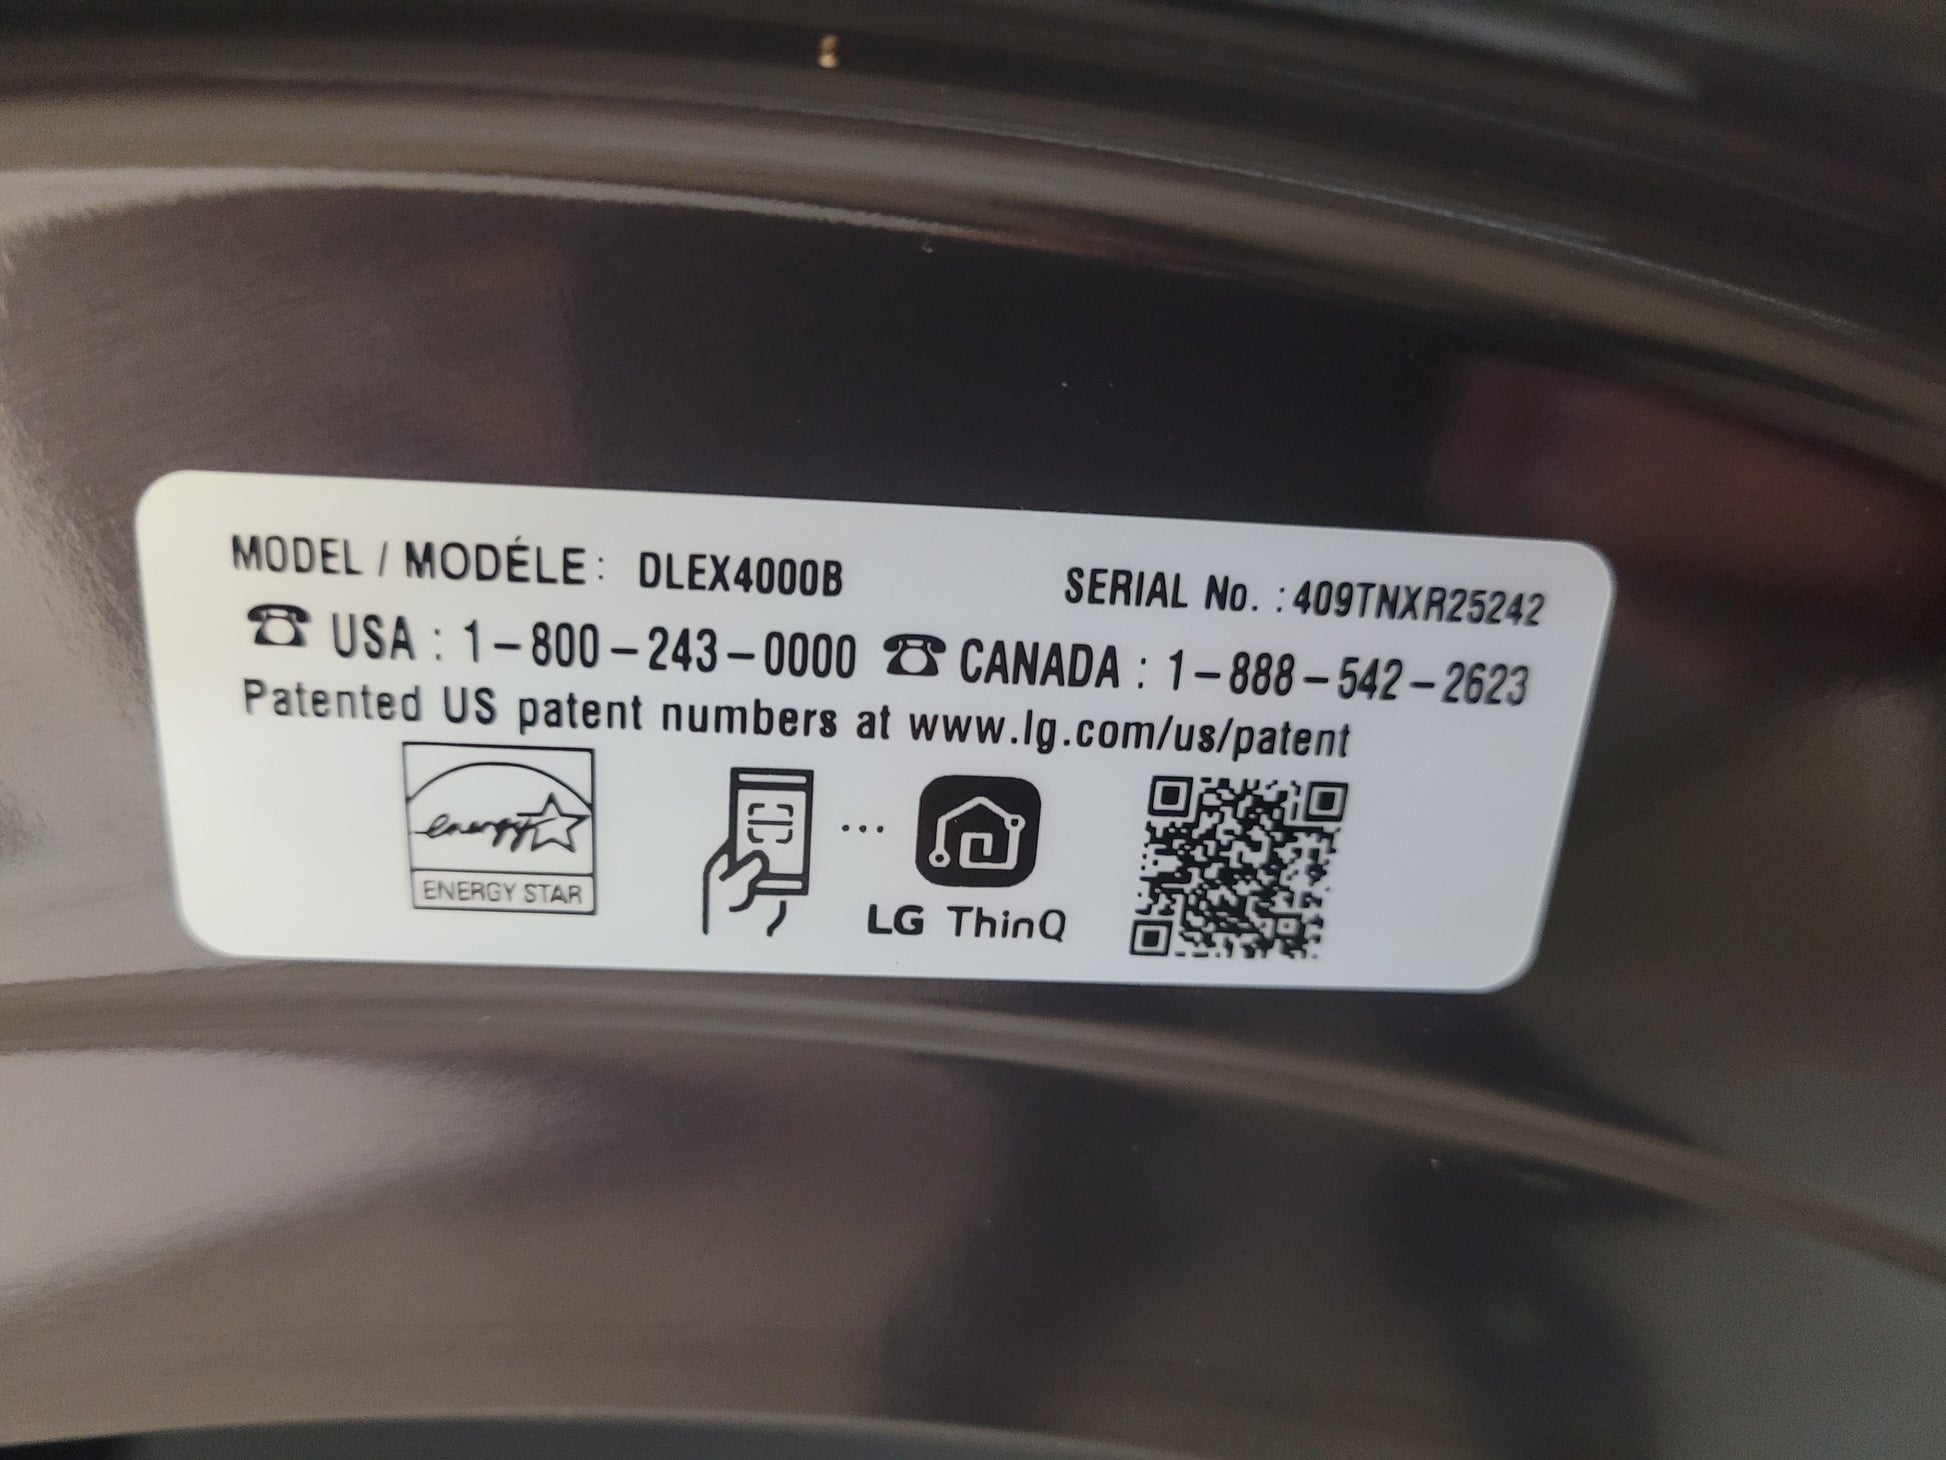 MODEL / MODÈLE : DLEX4000B SERIAL No. : 409TNXR25242
☎ USA : 1-800-243-0000 ☎ CANADA : 1-888-542-2623
Patented US patent numbers at www.lg.com/us/patent
energy
ENERGY STAR
LG ThinQ